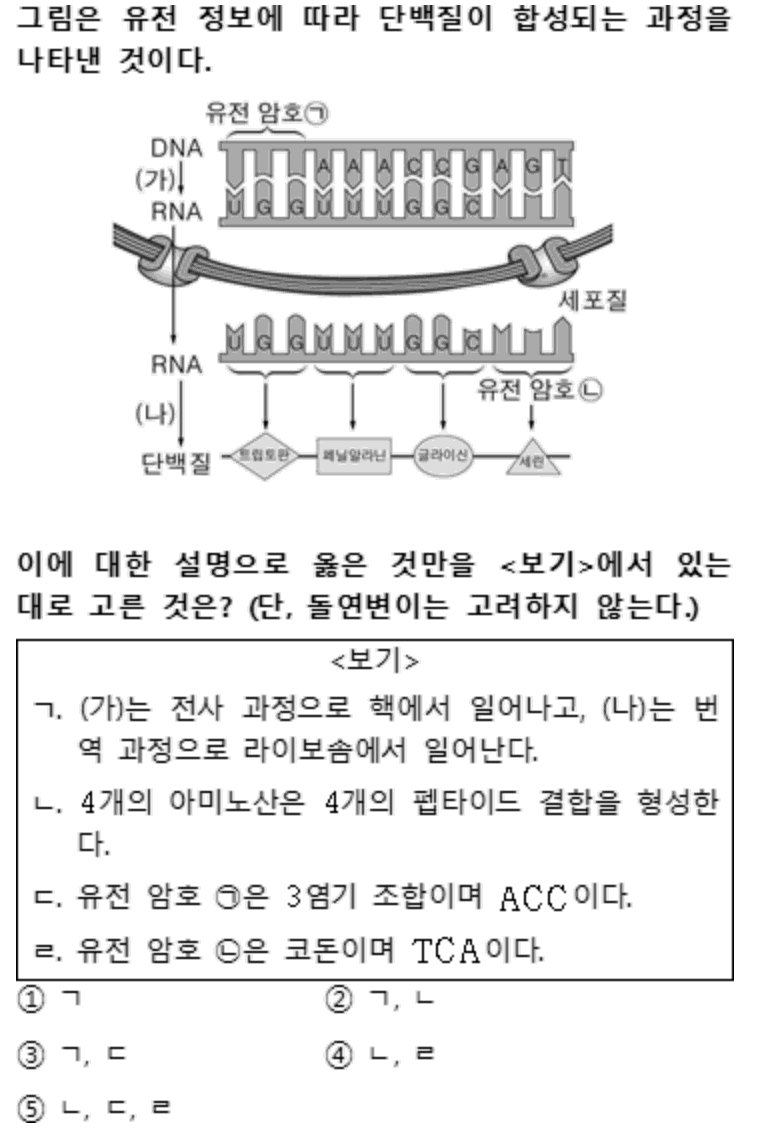 그림은 유전 정보에 따라 단백질이 합성되는 과정을
나타낸 것이다.
유전 암호㉠
DNA
A A A C C G A G T
(가)
RNA
U G G U U U G G C
세포질
U G G U U U G G C
RNA
유전 암호㉡
(나)
단백질
트립토판 페닐알라닌 글라이신 세린
이에 대한 설명으로 옳은 것만을 <보기>에서 있는
대로 고른 것은? (단, 돌연변이는 고려하지 않는다.)
<보기>
ㄱ. (가)는 전사 과정으로 핵에서 일어나고, (나)는 번
역 과정으로 라이보솜에서 일어난다.
ㄴ. 4개의 아미노산은 4개의 펩타이드 결합을 형성한
다.
ㄷ. 유전 암호 ㉠은 3염기 조합이며 ACC이다.
ㄹ. 유전 암호 ㉡은 코돈이며 TCA이다.
① ㄱ ② ㄱ, ㄴ
③ ㄱ, ㄷ ④ ㄴ, ㄹ
⑤ ㄴ, ㄷ, ㄹ